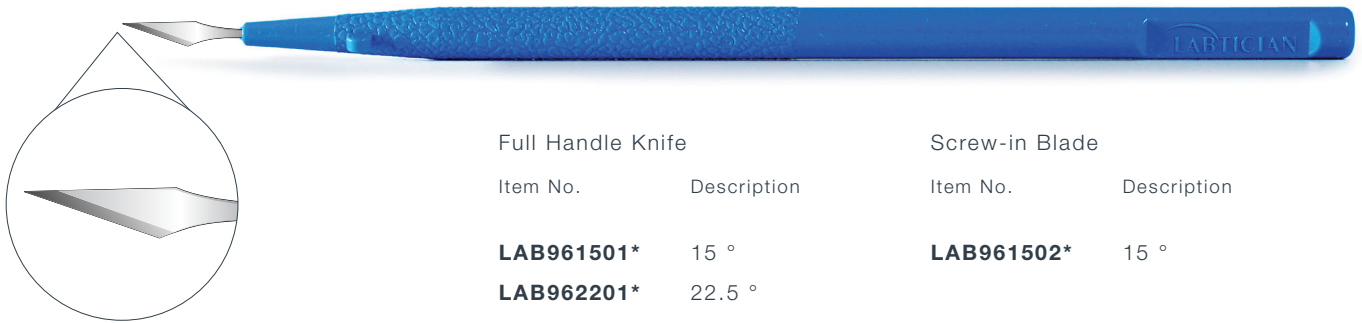 LABTICIAN
Full Handle Knife
Item No. Description
LAB961501* 15 °
LAB962201* 22.5 °
Screw-in Blade
Item No. Description
LAB961502* 15 °